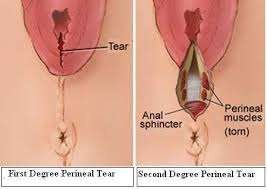 Tear
Anal
sphincter
Perineal
muscles
(torn)
First Degree Perineal Tear
Second Degree Perineal Tear